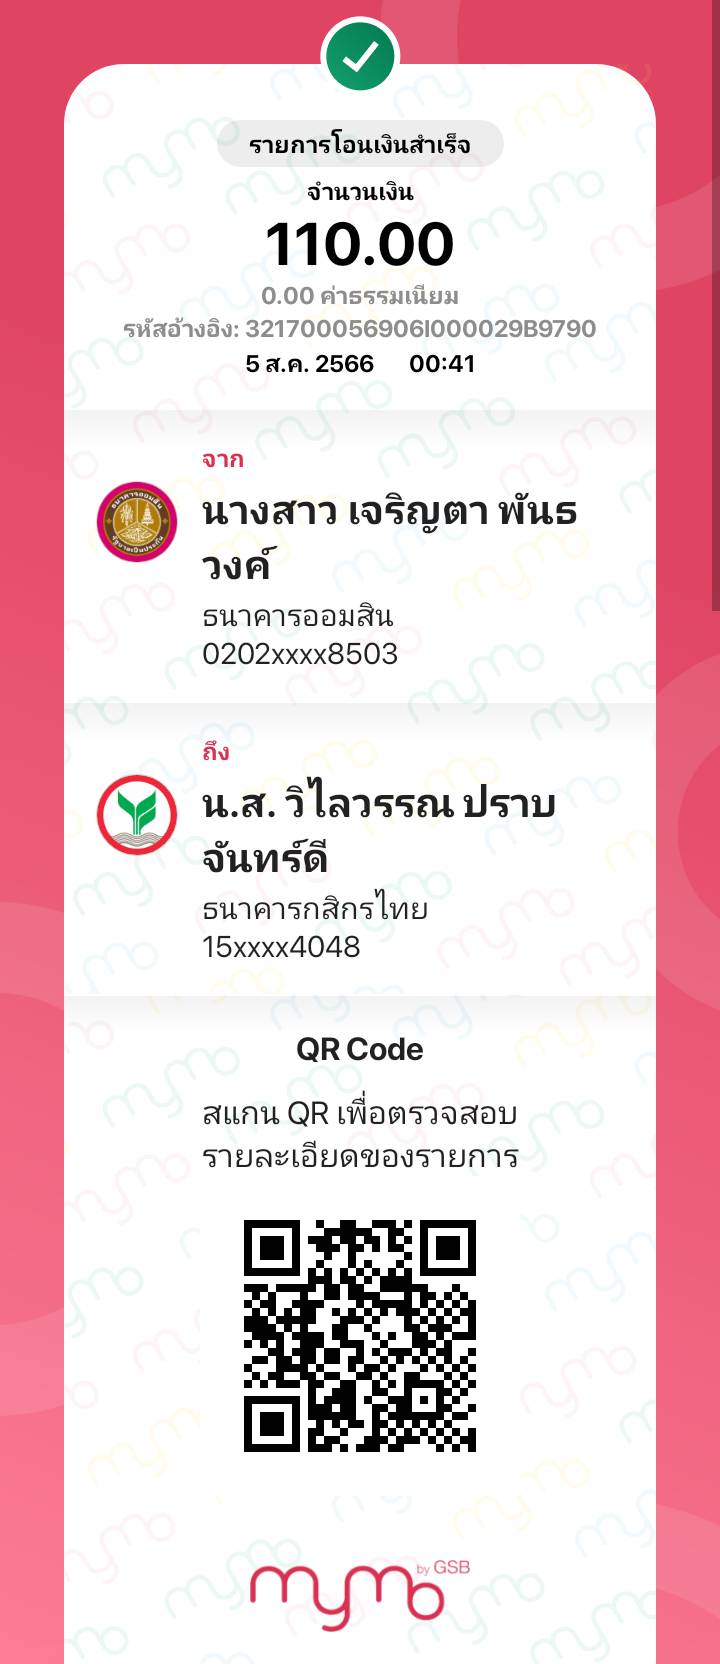 รายการโอนเงินสำเร็จ
จำนวนเงิน
110.00
0.00 ค่าธรรมเนียม
รหัสอ้างอิง: 321700056906I000029B9790
5 ส.ค. 2566 00:41
จาก
นางสาว เจริญตา พันธ
วงค์
ธนาคารออมสิน
0202xxxx8503
ถึง
น.ส. วิไลวรรณ ปราบ
จันทร์ดี
ธนาคารกสิกรไทย
15xxxx4048
QR Code
สแกน QR เพื่อตรวจสอบ
รายละเอียดของรายการ
mymo by GSB